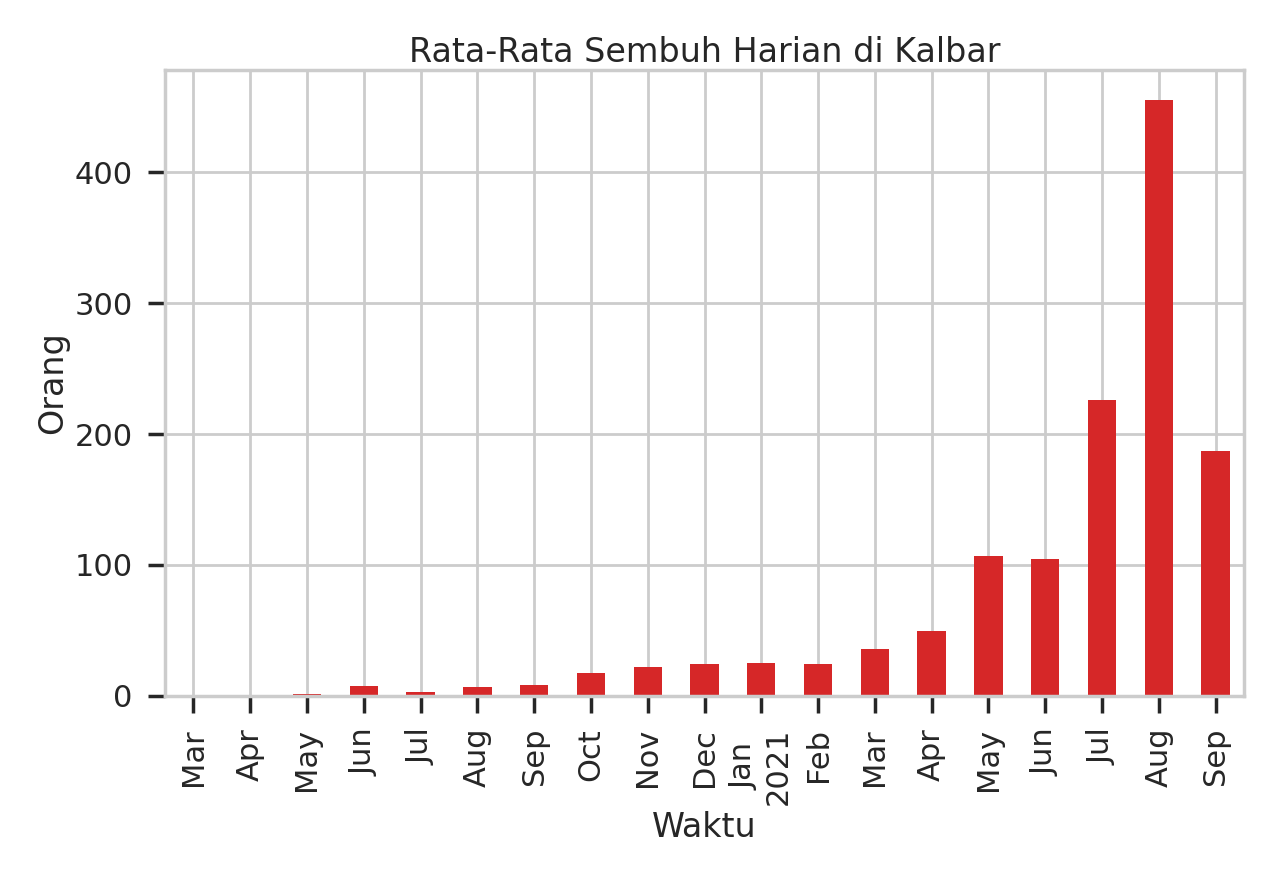 Rata-Rata Sembuh Harian di Kalbar
Orang
400
300
200
100
0
Mar
Apr
May
Jun
Jul
Aug
Sep
Oct
Nov
Dec
Jan
2021
Feb
Mar
Apr
May
Jun
Jul
Aug
Sep
Waktu